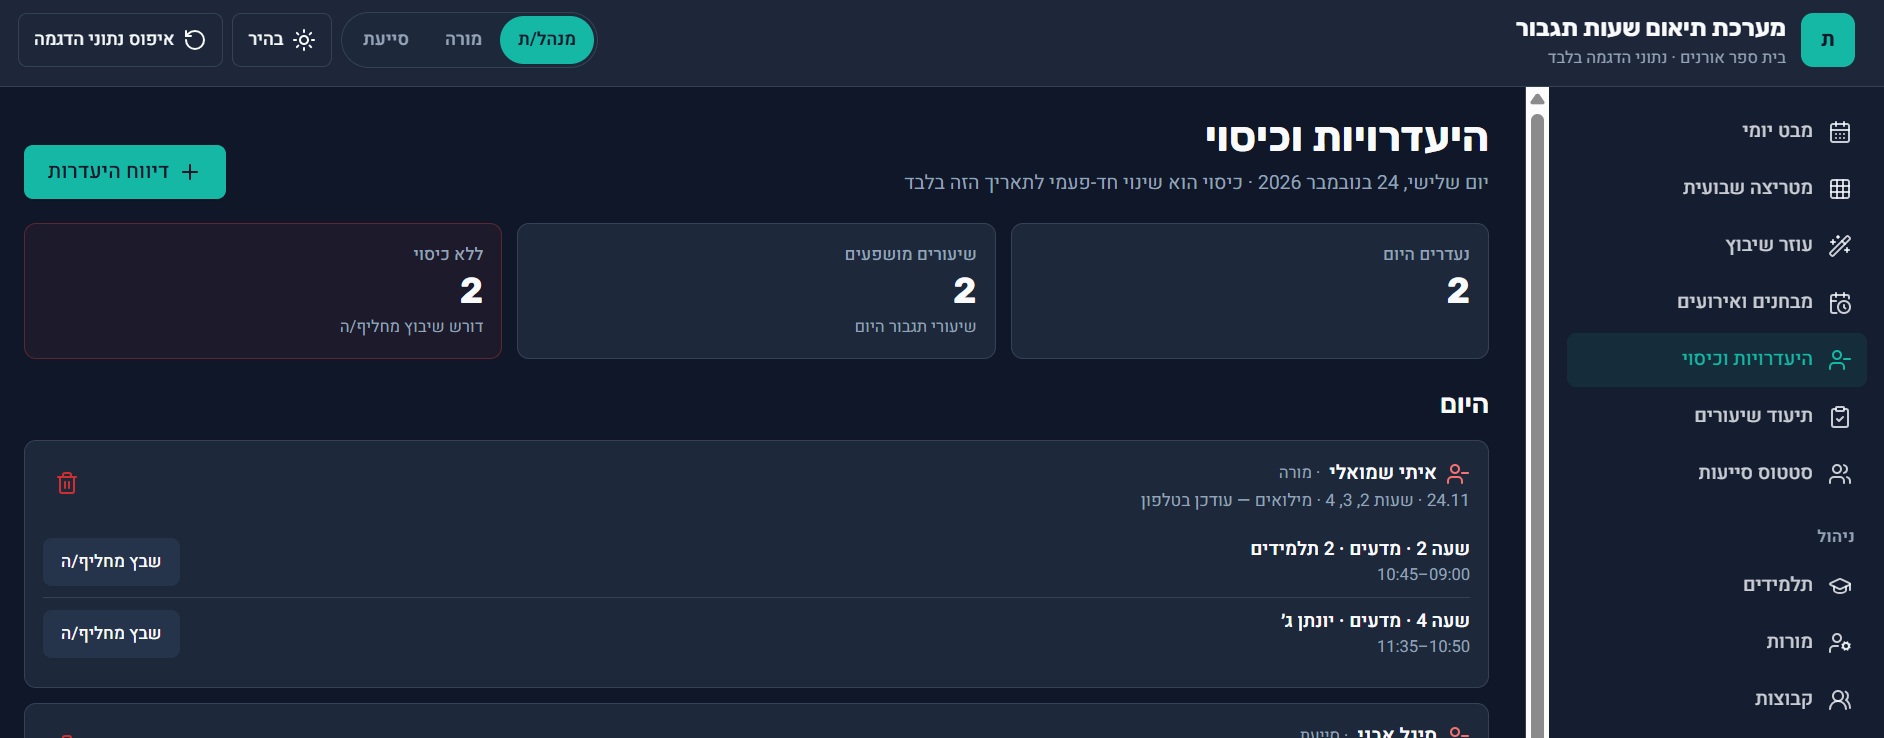 ת
מערכת תיאום שעות תגבור
בית ספר אורנים · נתוני הדגמה בלבד
מנהל/ת
מורה
סייעת
בהיר
איפוס נתוני הדגמה
מבט יומי
מטריצה שבועית
עוזר שיבוץ
מבחנים ואירועים
היעדרויות וכיסוי
תיעוד שיעורים
סטטוס סייעות
ניהול
תלמידים
מורות
קבוצות
היעדרויות וכיסוי
יום שלישי, 24 בנובמבר 2026 · כיסוי הוא שינוי חד-פעמי לתאריך הזה בלבד
דיווח היעדרות
נעדרים היום
2
שיעורים מושפעים
2
שיעורי תגבור היום
ללא כיסוי
2
דורש שיבוץ מחליף/ה
היום
איתי שמואלי · מורה
24.11 · שעות 2, 3, 4 · מילואים — עודכן בטלפון
שעה 2 · מדעים · 2 תלמידים
09:00–10:45
שבץ מחליף/ה
שעה 4 · מדעים · יונתן ג׳
10:50–11:35
שבץ מחליף/ה
· סייעת